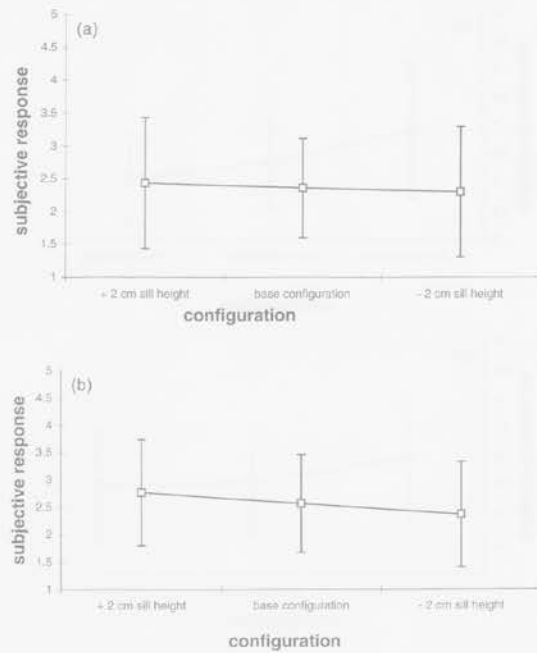 (a)
subjective response
5
4.5
4
3.5
3
2.5
2
1.5
1
+ 2 cm sill height base configuration - 2 cm sill height
configuration
(b)
subjective response
5
4.5
4
3.5
3
2.5
2
1.5
1
+ 2 cm sill height base configuration - 2 cm sill height
configuration